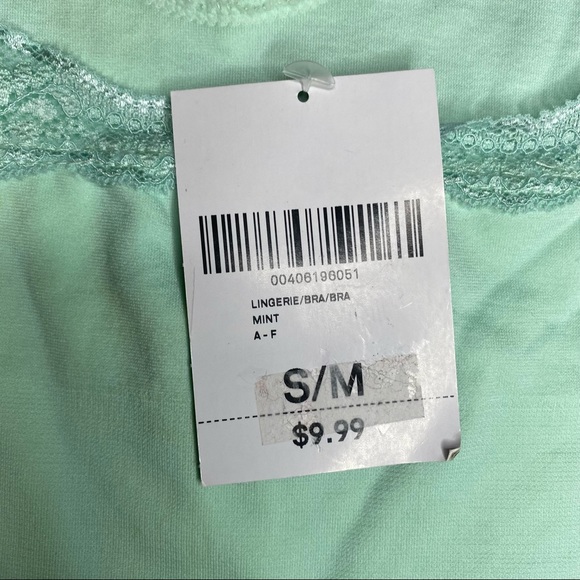 00406196051
LINGERIE/BRA/BRA
MINT
A - F
S/M
$9.99